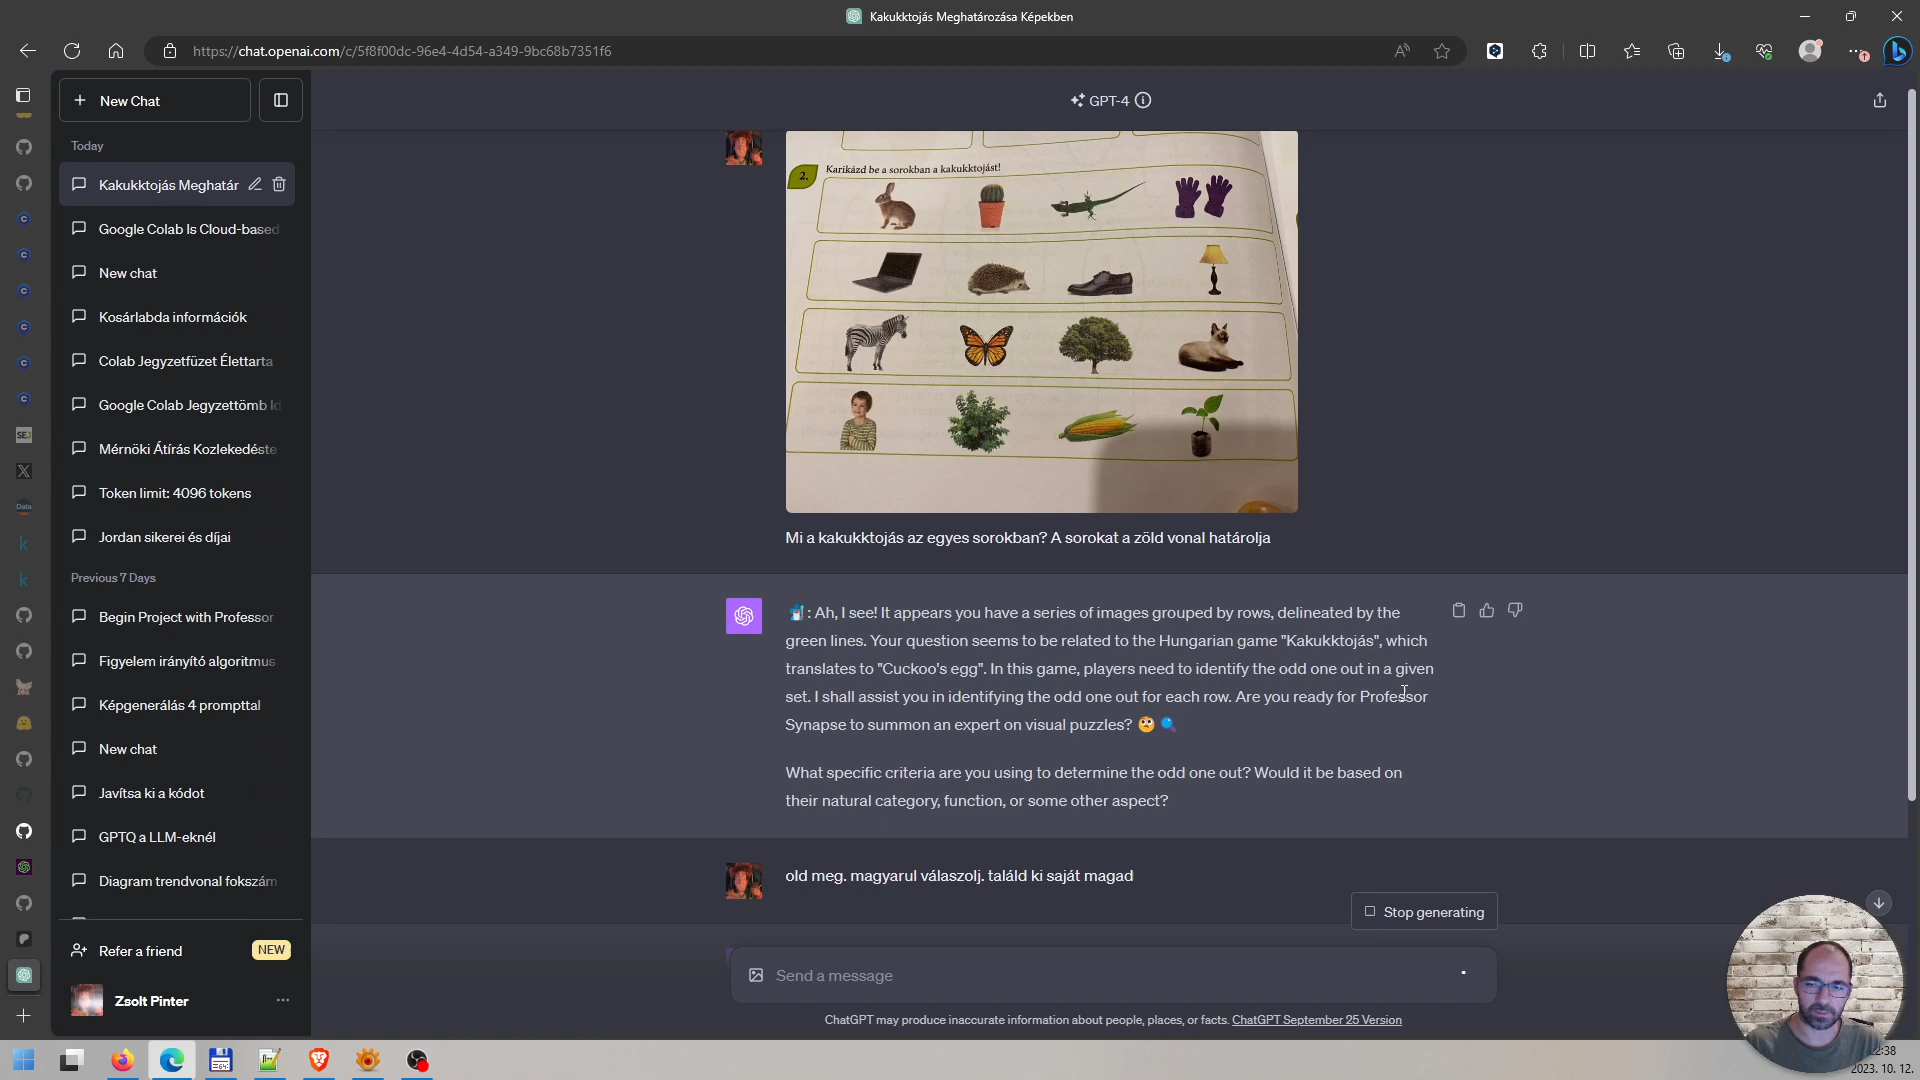 Kakukktojás Meghatározása Képekben
https://chat.openai.com/c/5f8f00dc-96e4-4d54-a349-9bc68b7351f6
New Chat
GPT-4
Today
Kakukktojás Meghatár
Google Colab Is Cloud-based
New chat
Kosárlabda információk
Colab Jegyzetfüzet Élettarta
Google Colab Jegyzettömb Id
Mérnöki Átírás Kozlekedéste
Token limit: 4096 tokens
Jordan sikerei és díjai
Previous 7 Days
Begin Project with Professor
Figyelem irányító algoritmus
Képgenerálás 4 prompttal
New chat
Javítsa ki a kódot
GPTQ a LLM-eknél
Diagram trendvonal fokszám
Refer a friend
NEW
Zsolt Pinter
2. Karikázd be a sorokban a kakukktojást!
Mi a kakukktojás az egyes sorokban? A sorokat a zöld vonal határolja
: Ah, I see! It appears you have a series of images grouped by rows, delineated by the
green lines. Your question seems to be related to the Hungarian game "Kakukktojás", which
translates to "Cuckoo's egg". In this game, players need to identify the odd one out in a given
set. I shall assist you in identifying the odd one out for each row. Are you ready for Professor
Synapse to summon an expert on visual puzzles?
What specific criteria are you using to determine the odd one out? Would it be based on
their natural category, function, or some other aspect?
old meg. magyarul válaszolj. találd ki saját magad
Stop generating
Send a message
ChatGPT may produce inaccurate information about people, places, or facts. ChatGPT September 25 Version
2023. 10. 12.